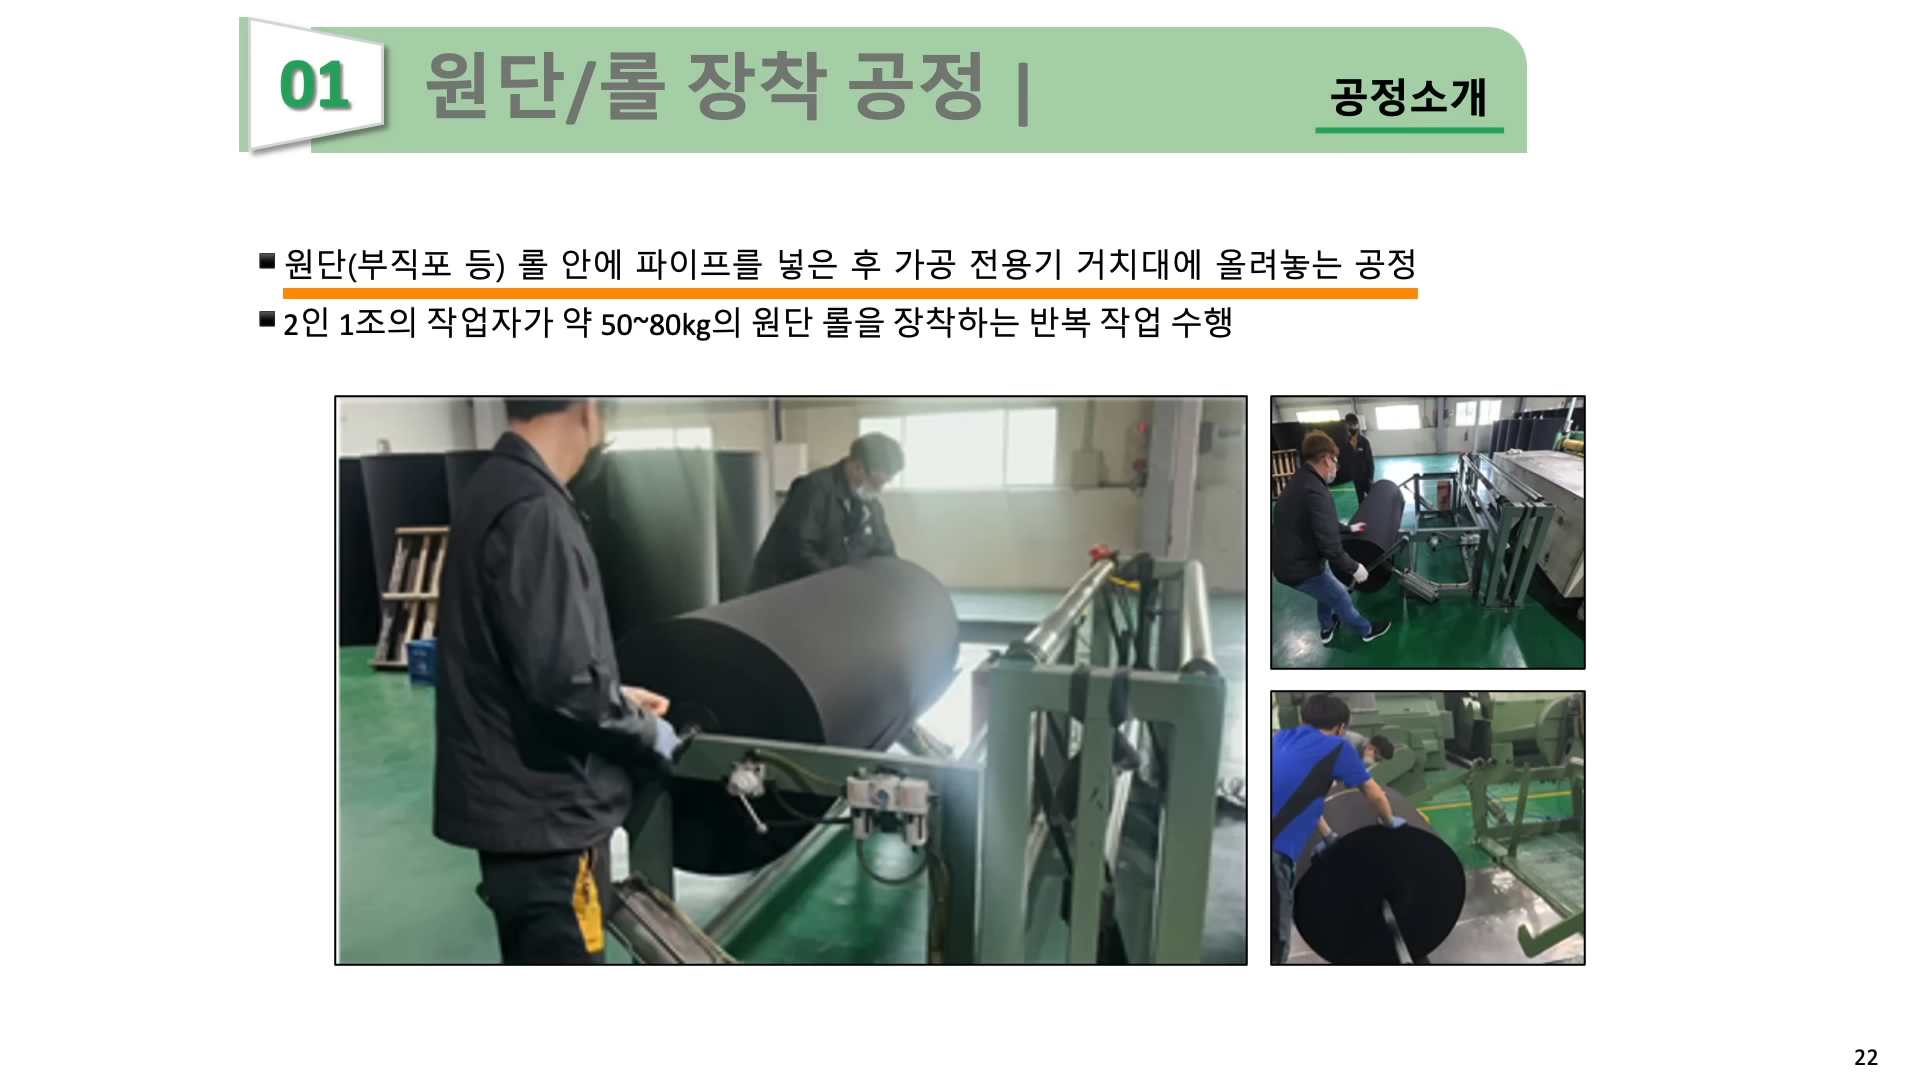 01
원단/롤 장착 공정 |
공정소개
원단(부직포 등) 롤 안에 파이프를 넣은 후 가공 전용기 거치대에 올려놓는 공정
2인 1조의 작업자가 약 50~80kg의 원단 롤을 장착하는 반복 작업 수행
22